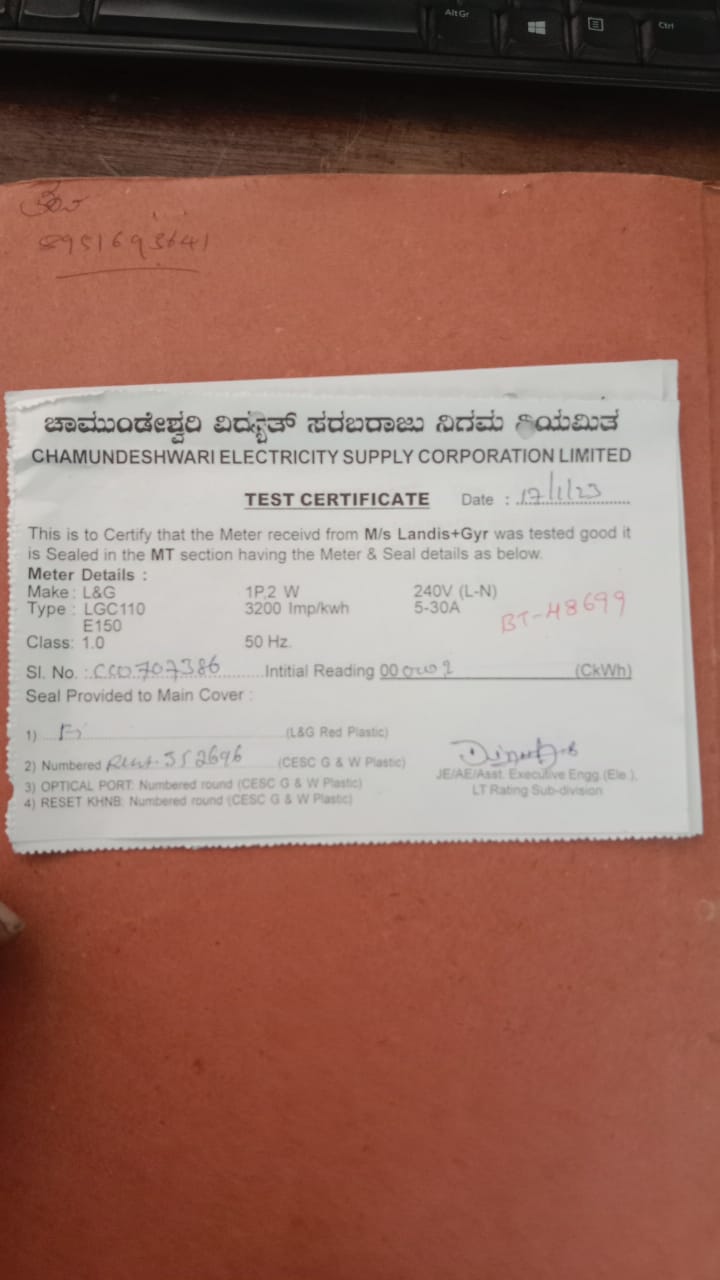 Alt Gr
Ctrl
8951693641
ಚಾಮುಂಡೇಶ್ವರಿ ವಿದ್ಯುತ್ ಸರಬರಾಜು ನಿಗಮ ನಿಯಮಿತ
CHAMUNDESHWARI ELECTRICITY SUPPLY CORPORATION LIMITED
TEST CERTIFICATE Date : 17/1/23
This is to Certify that the Meter receivd from M/s Landis+Gyr was tested good it
is Sealed in the MT section having the Meter & Seal details as below.
Meter Details :
Make : L&G 1P.2 W 240V (L-N)
Type : LGC110 3200 Imp/kwh 5-30A
E150 BT-48699
Class: 1.0 50 Hz.
Sl. No. : CC0707386 Intitial Reading 00 (CkWh)
Seal Provided to Main Cover :
1) (L&G Red Plastic)
2) Numbered 352696 (CESC G & W Plastic)
3) OPTICAL PORT: Numbered round (CESC G & W Plastic)
4) RESET KHNB: Numbered round (CESC G & W Plastic)
JE/AE/Asst. Executive Engg.(Ele.),
LT Rating Sub-division